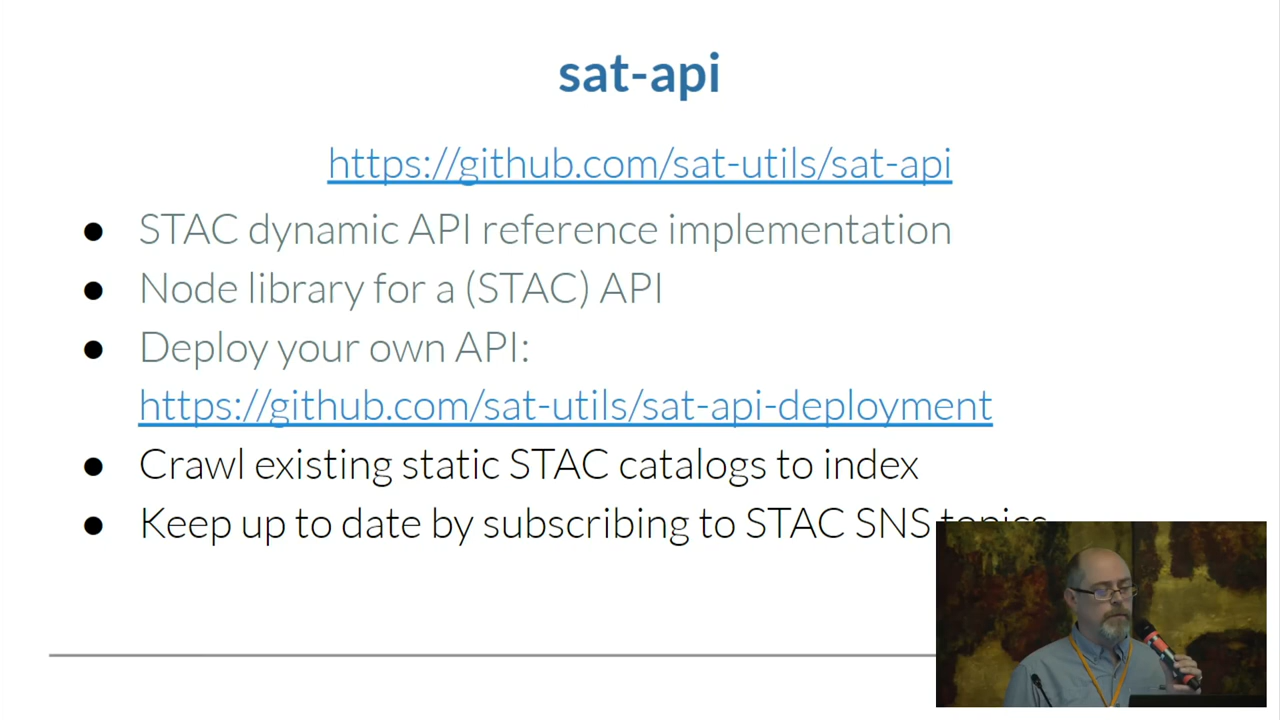 sat-api
https://github.com/sat-utils/sat-api
● STAC dynamic API reference implementation
● Node library for a (STAC) API
● Deploy your own API:
https://github.com/sat-utils/sat-api-deployment
● Crawl existing static STAC catalogs to index
● Keep up to date by subscribing to STAC SNS topics